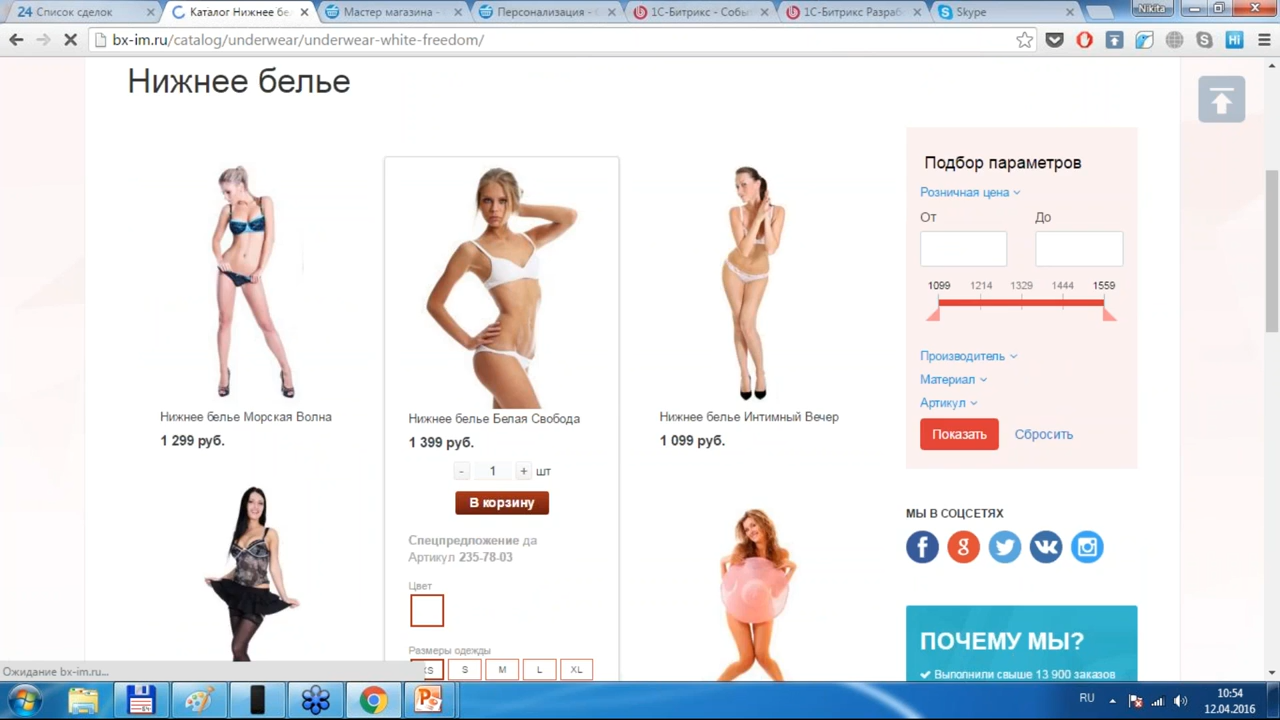 24 Список сделок
Каталог Нижнее бе
Мастер магазина -
Персонализация -
1С-Битрикс - Собы
1С-Битрикс Разраб
Skype
Nikita
bx-im.ru/catalog/underwear/underwear-white-freedom/
Hi
Нижнее белье
Подбор параметров
Розничная цена
От До
1099 1214 1329 1444 1559
Производитель
Материал
Артикул
Показать Сбросить
Нижнее белье Морская Волна
1 299 руб.
Нижнее белье Белая Свобода
1 399 руб.
- 1 + шт
В корзину
Спецпредложение да
Артикул 235-78-03
Цвет
Размеры одежды
XS S M L XL
Нижнее белье Интимный Вечер
1 099 руб.
МЫ В СОЦСЕТЯХ
ПОЧЕМУ МЫ?
Выполнили свыше 13 900 заказов
Ожидание bx-im.ru...
RU
10:54
12.04.2016